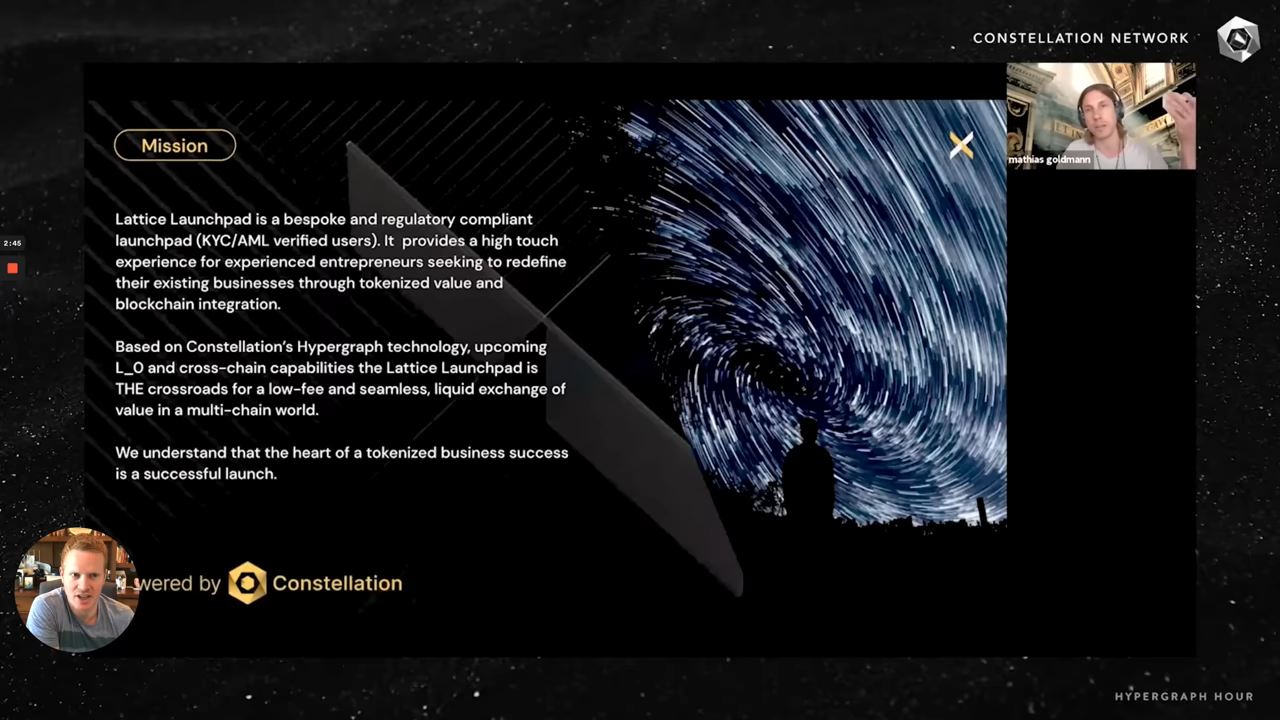 CONSTELLATION NETWORK
mathias goldmann
Mission
Lattice Launchpad is a bespoke and regulatory compliant
launchpad (KYC/AML verified users). It provides a high touch
experience for experienced entrepreneurs seeking to redefine
their existing businesses through tokenized value and
blockchain integration.
Based on Constellation's Hypergraph technology, upcoming
L_0 and cross-chain capabilities the Lattice Launchpad is
THE crossroads for a low-fee and seamless, liquid exchange of
value in a multi-chain world.
We understand that the heart of a tokenized business success
is a successful launch.
2:45
wered by Constellation
HYPERGRAPH HOUR